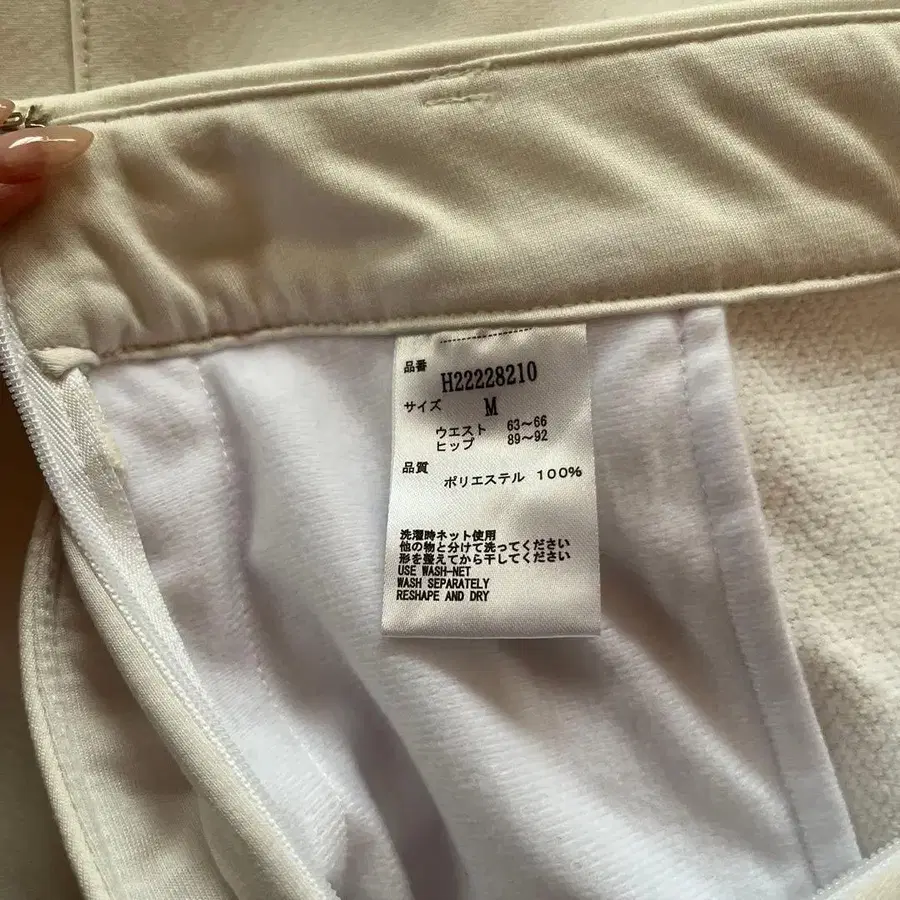 品番
H22228210
サイズ M
ウエスト 63～66
ヒップ 89～92
品質
ポリエステル 100%
洗濯時ネット使用
他の物と分けて洗ってください
形を整えてから干してください
USE WASH-NET
WASH SEPARATELY
RESHAPE AND DRY